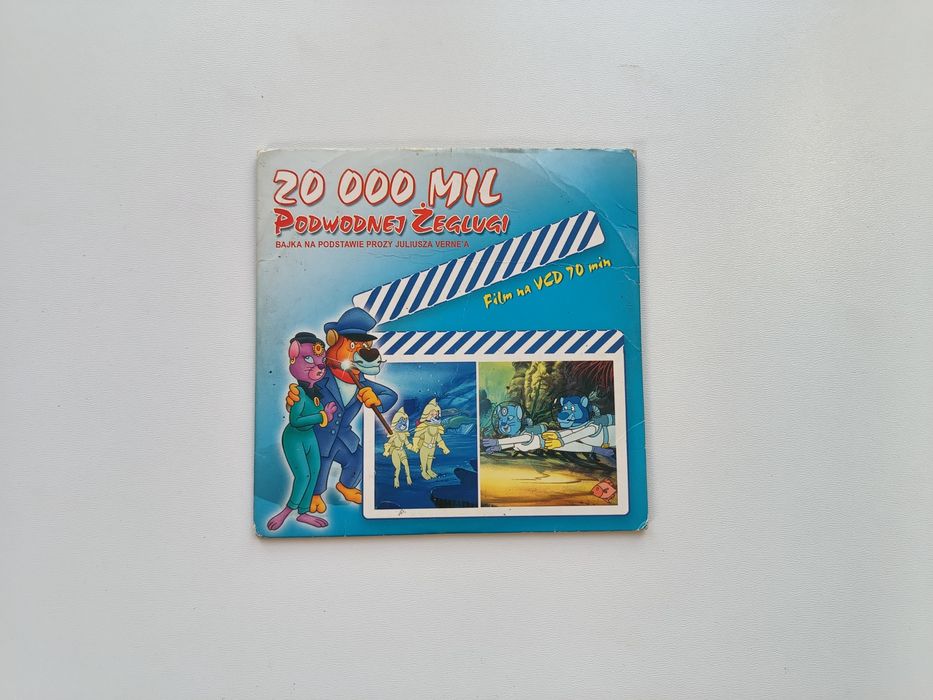 20 000 MIL
PODWODNEJ ŻEGLUGI
BAJKA NA PODSTAWIE PROZY JULIUSZA VERNE'A
Film na VCD 70 min